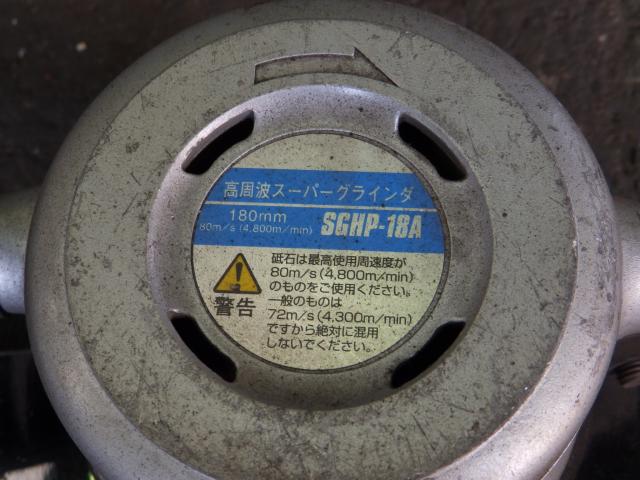 高周波スーパーグラインダ
180mm
80m/s(4,800m/min)
SGHP-18A
警告
砥石は最高使用周速度が
80m/s(4,800m/min)
のものをご使用ください。
一般のものは
72m/s(4,300m/min)
ですから絶対に混用
しないでください。